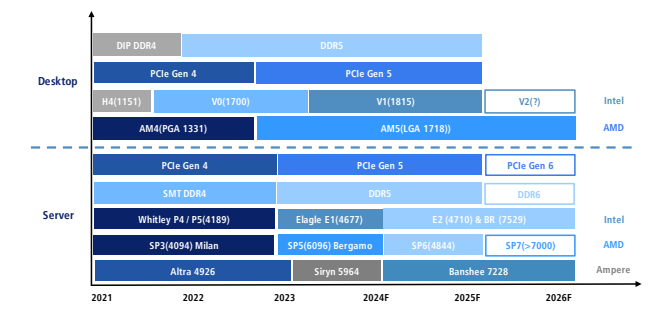 DIP DDR4 DDR5
Desktop
PCIe Gen 4 PCIe Gen 5
H4(1151) V0(1700) V1(1815) V2(?) Intel
AM4(PGA 1331) AM5(LGA 1718)) AMD
PCIe Gen 4 PCIe Gen 5 PCIe Gen 6
SMT DDR4 DDR5 DDR6
Server
Whitley P4 / P5(4189) Elagle E1(4677) E2 (4710) & BR (7529) Intel
SP3(4094) Milan SP5(6096) Bergamo SP6(4844) SP7(>7000) AMD
Altra 4926 Siryn 5964 Banshee 7228 Ampere
2021 2022 2023 2024F 2025F 2026F